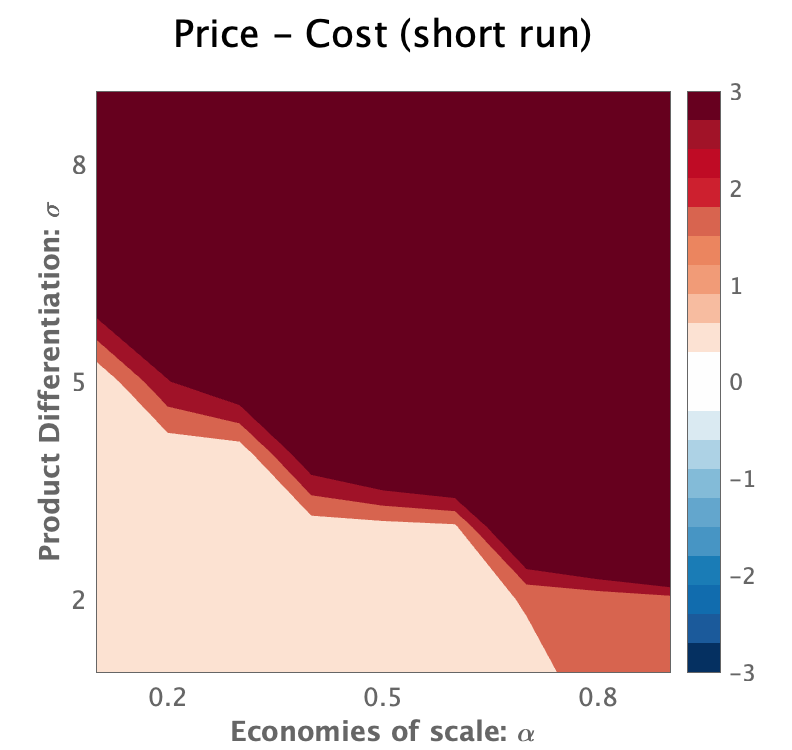 Price – Cost (short run)
Product Differentiation: σ
8
5
2
0.2 0.5 0.8
Economies of scale: α
3
2
1
0
−1
−2
−3